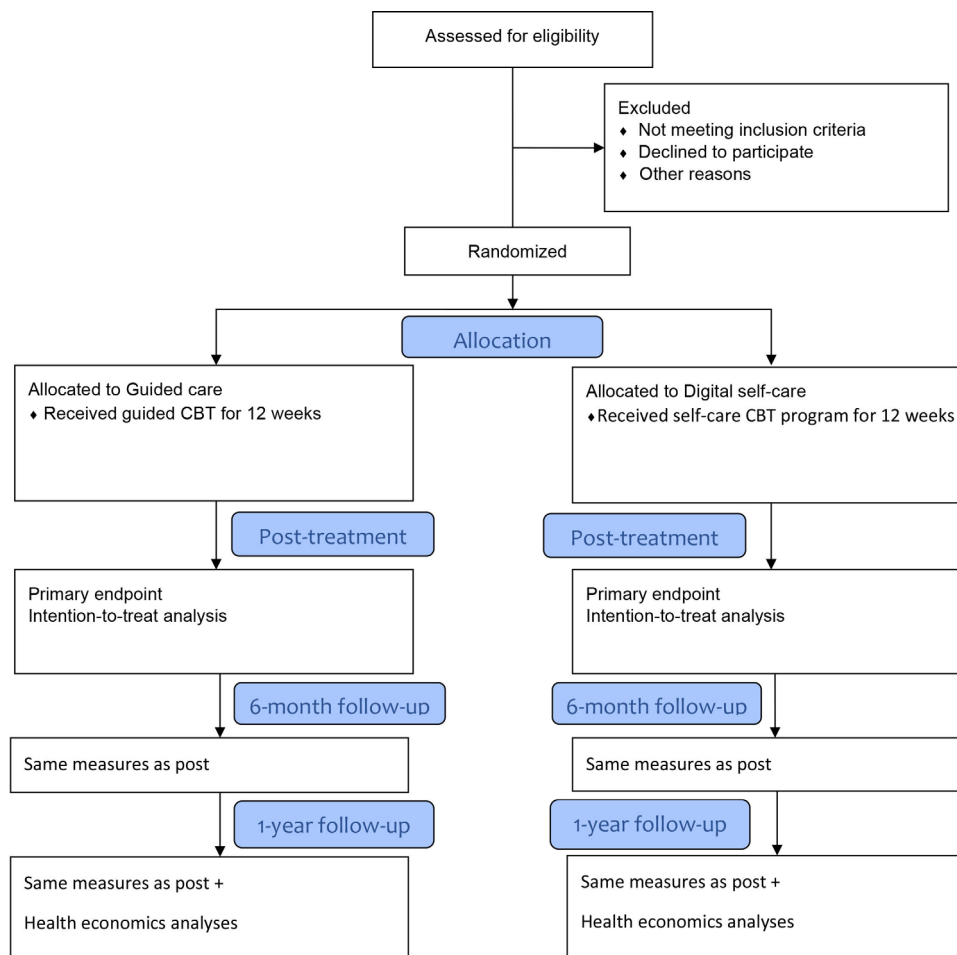 Assessed for eligibility
Excluded
♦ Not meeting inclusion criteria
♦ Declined to participate
♦ Other reasons
Randomized
Allocation
Allocated to Guided care
♦ Received guided CBT for 12 weeks
Allocated to Digital self-care
♦Received self-care CBT program for 12 weeks
Post-treatment
Post-treatment
Primary endpoint
Intention-to-treat analysis
Primary endpoint
Intention-to-treat analysis
6-month follow-up
6-month follow-up
Same measures as post
Same measures as post
1-year follow-up
1-year follow-up
Same measures as post +
Health economics analyses
Same measures as post +
Health economics analyses